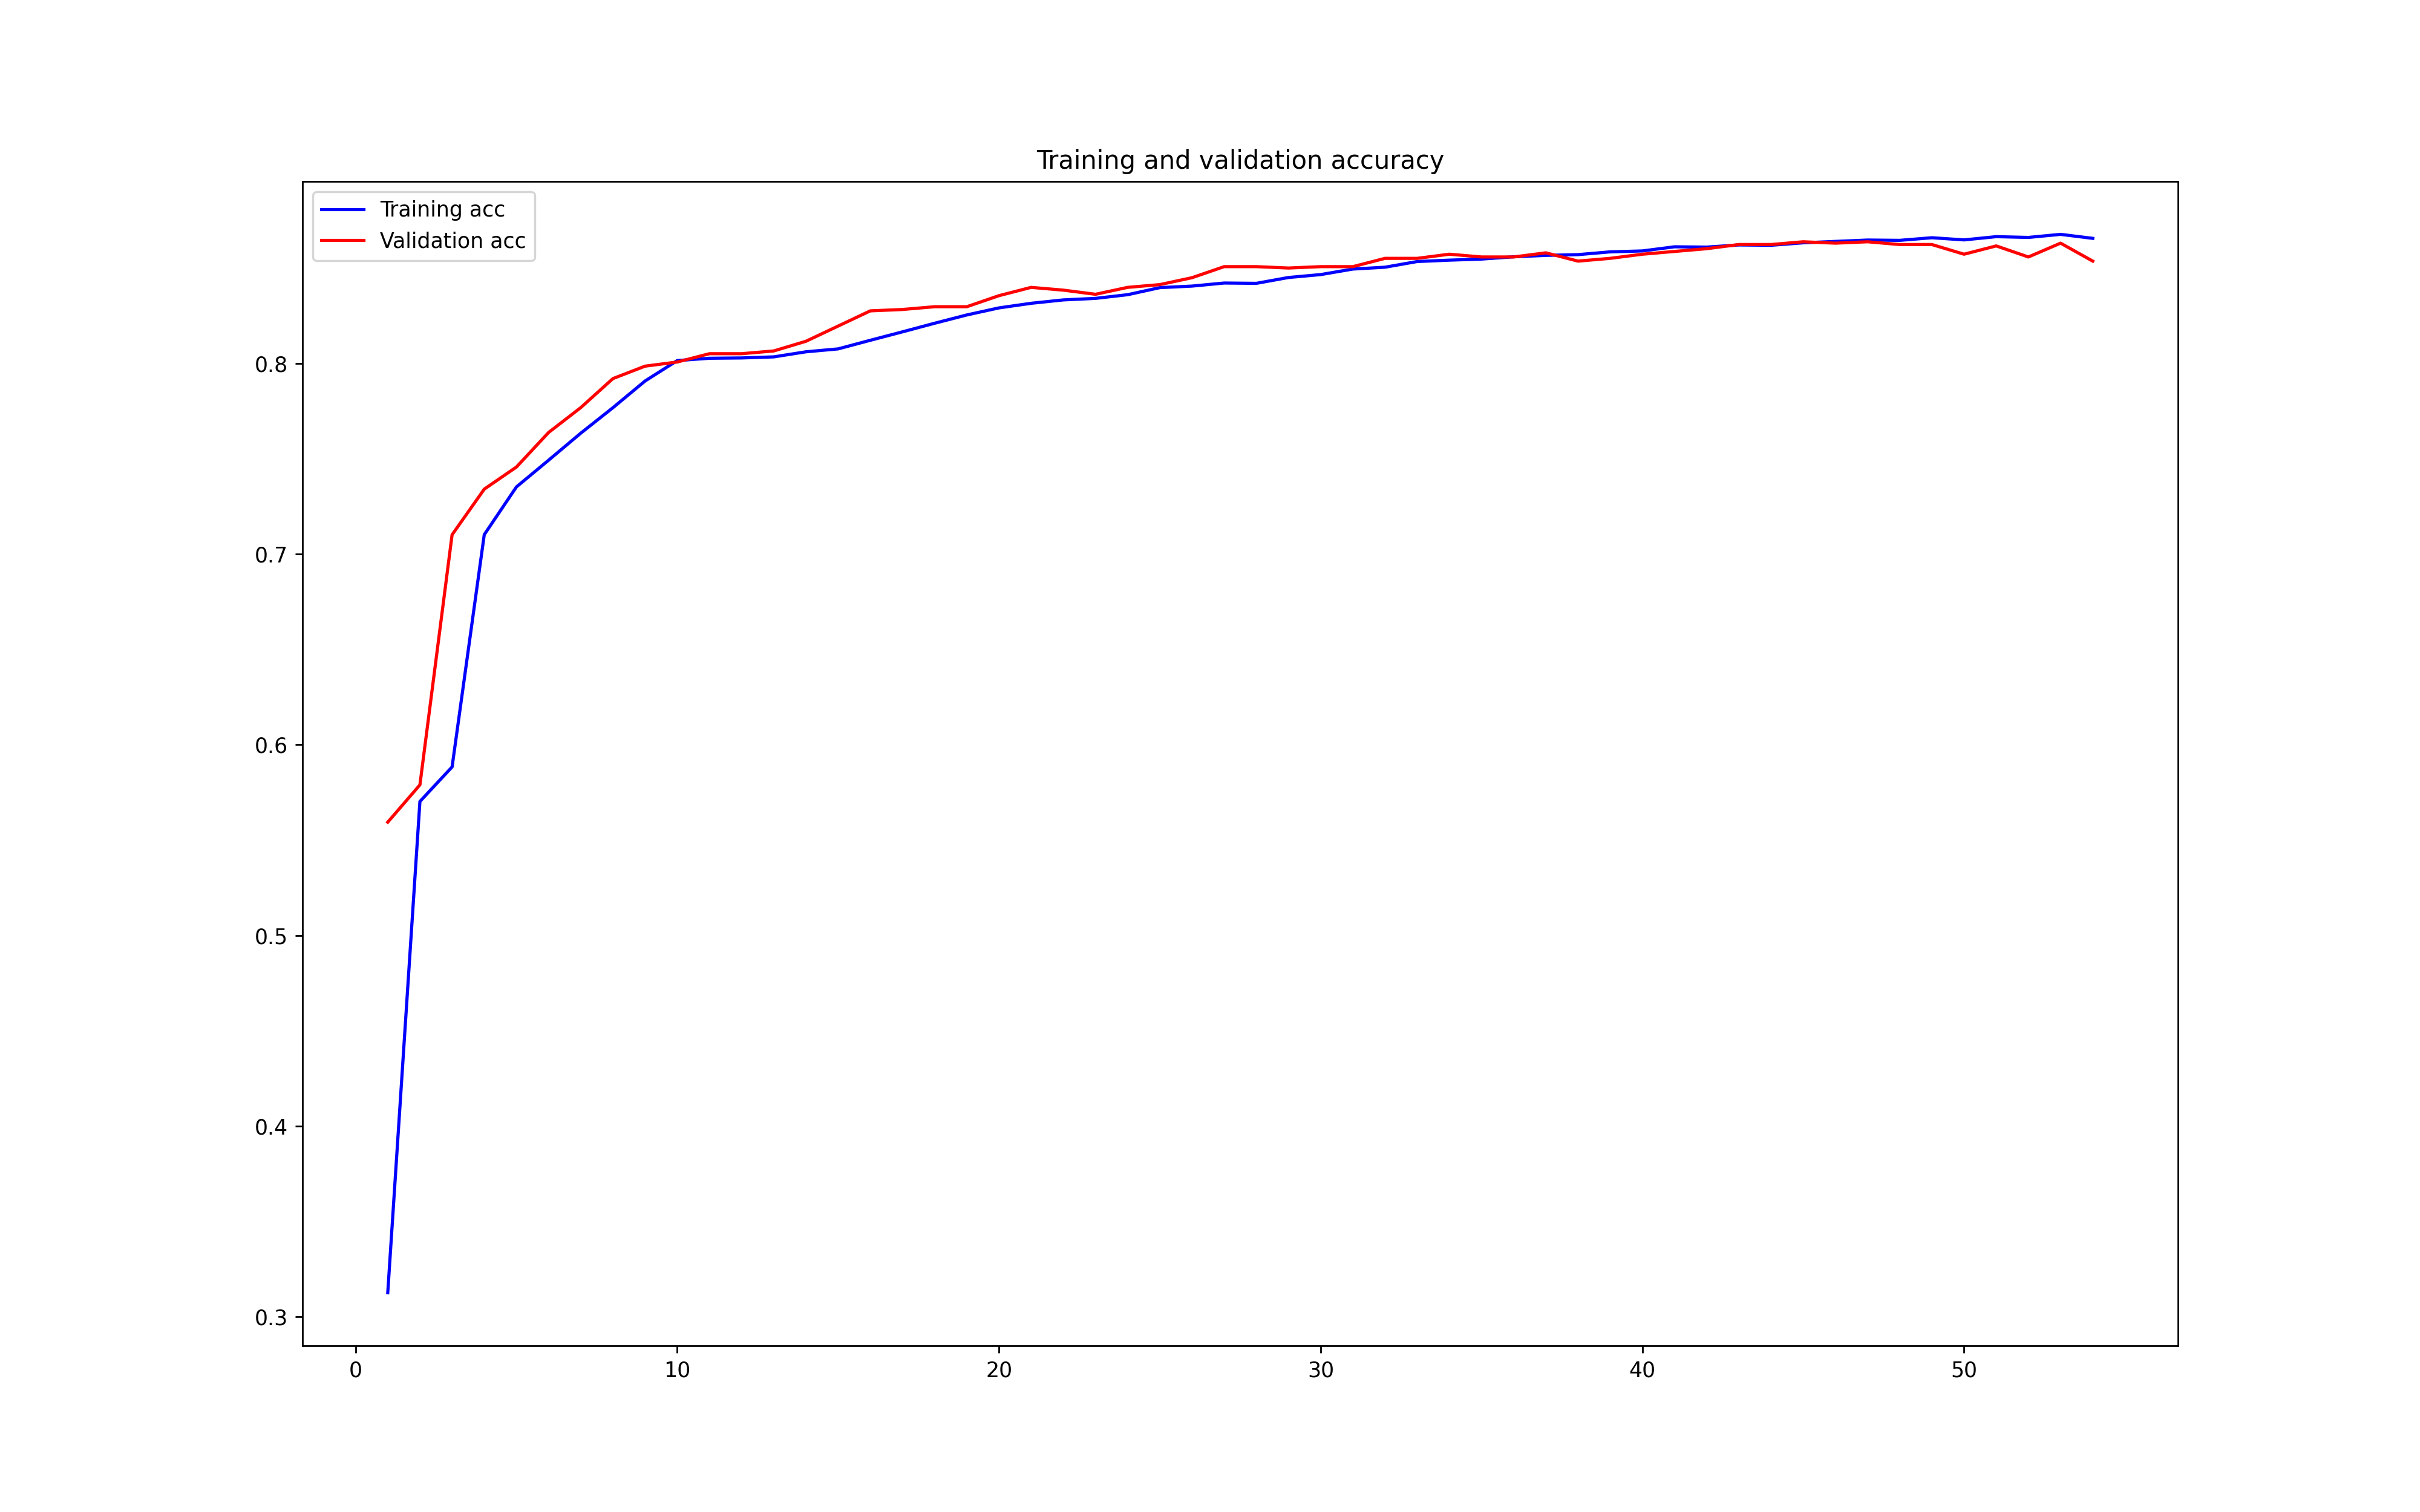 Training and validation accuracy
Training acc
Validation acc
0.8
0.7
0.6
0.5
0.4
0.3
0 10 20 30 40 50